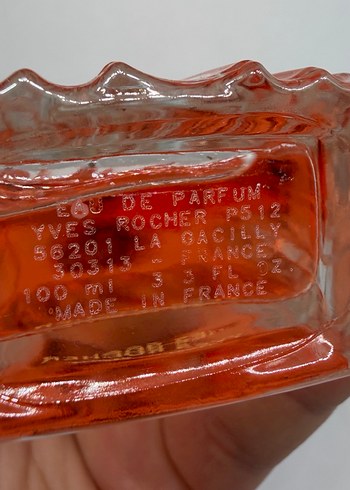 EAU DE PARFUM
YVES ROCHER P512
56201 LA GACILLY
30313 - FRANCE
100 ml 3 3 FL OZ.
MADE IN FRANCE